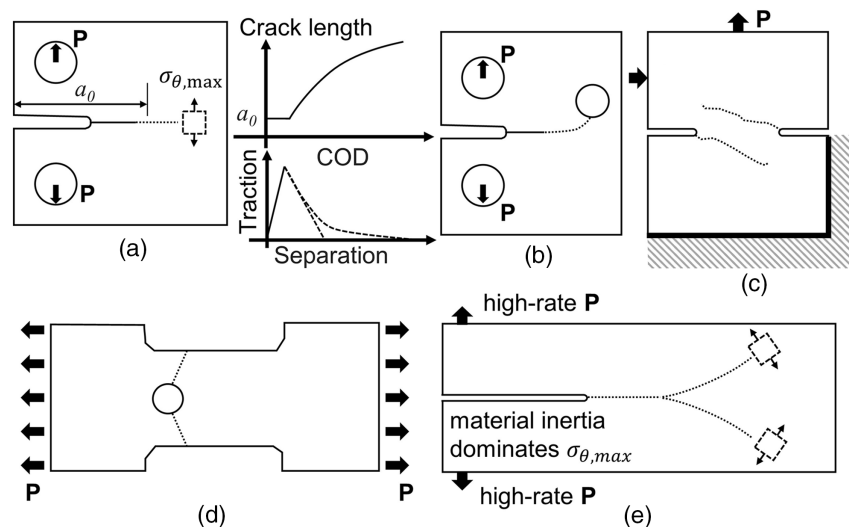 P
σθ,max
a0
P
(a)
Crack length
a0
COD
Traction
Separation
P
P
(b)
P
(c)
P
P
(d)
high-rate P
material inertia
dominates σθ,max
high-rate P
(e)